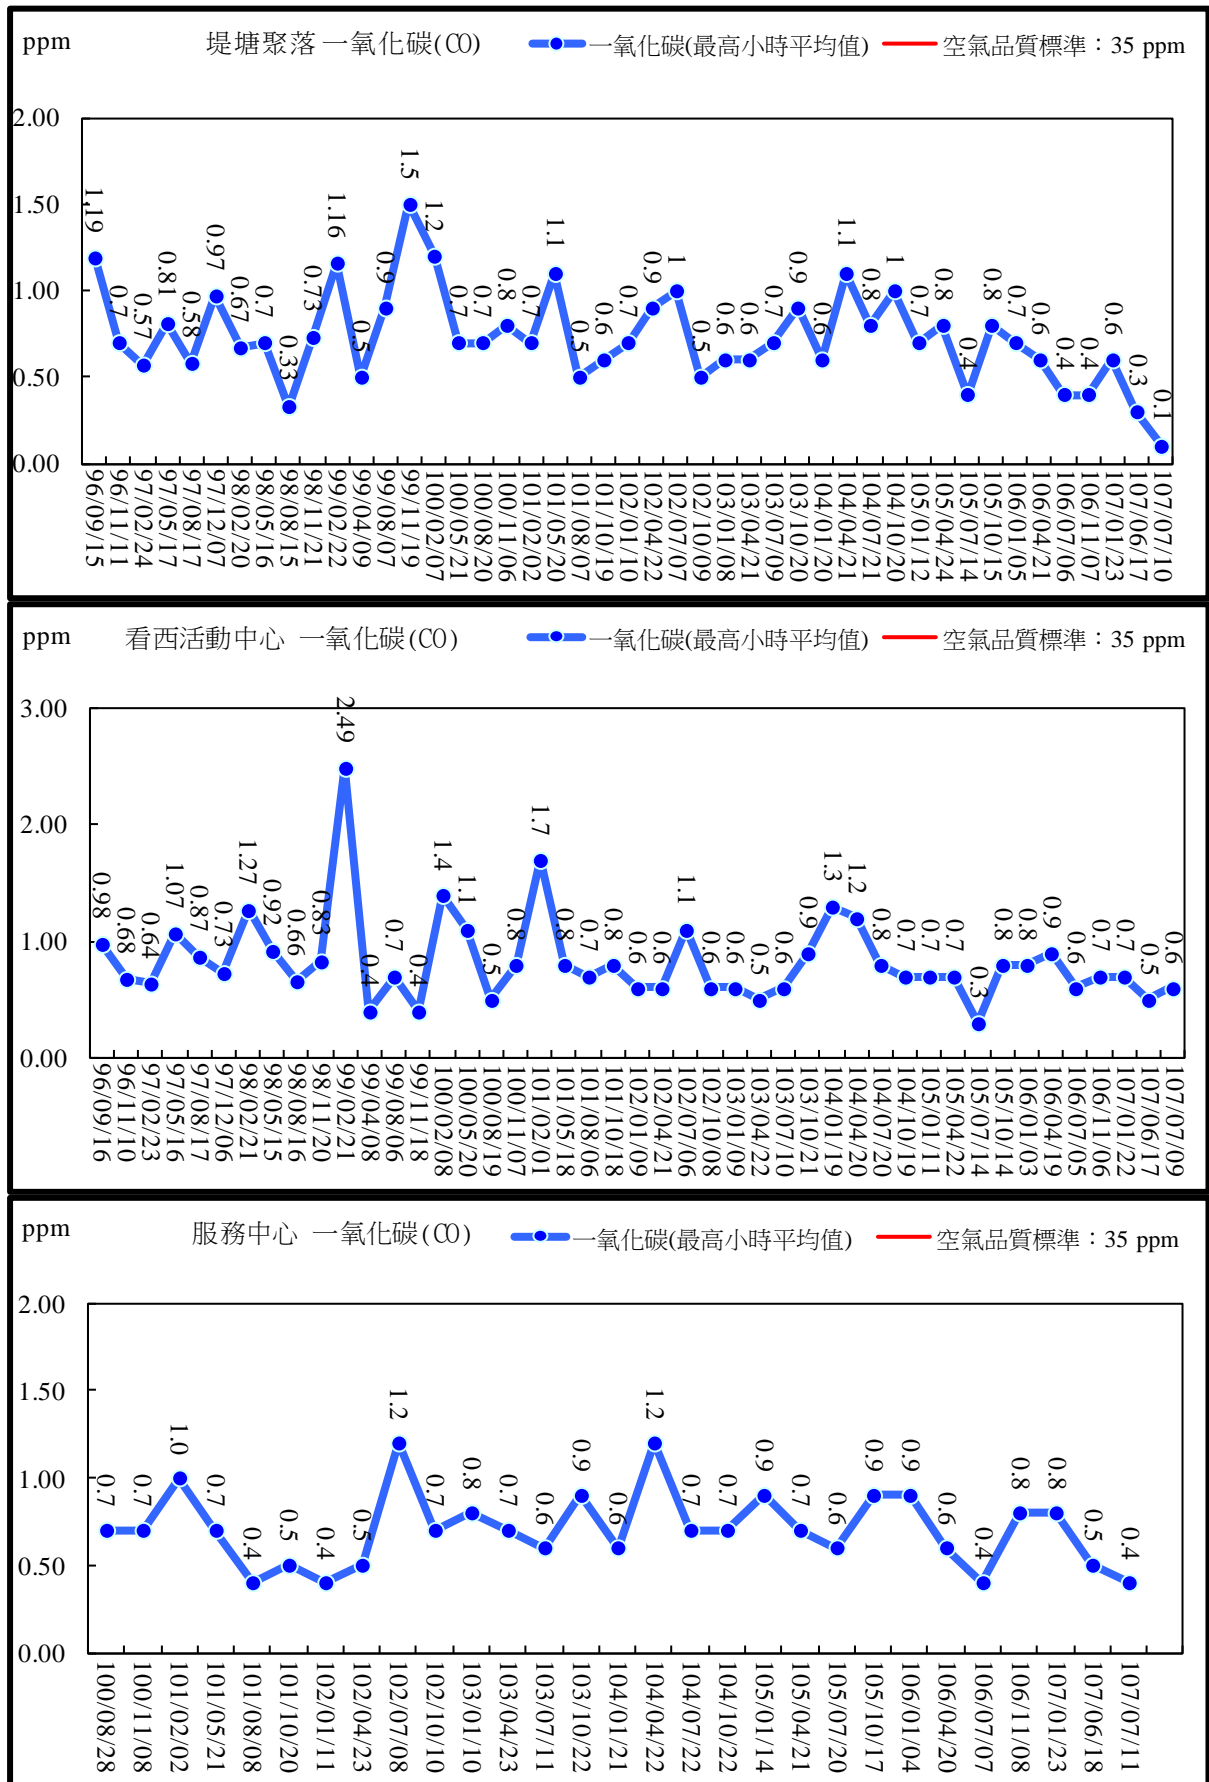 ppm 堤塘聚落 一氧化碳(CO) 一氧化碳(最高小時平均值) 空氣品質標準：35 ppm
2.00
1.50
1.00
0.50
0.00
1.19 0.7 0.57 0.81 0.58 0.97 0.67 0.7 0.33 0.73 1.16 0.5 0.9 1.5 1.2 0.7 0.7 0.8 0.7 1.1 0.5 0.6 0.7 0.9 1 0.5 0.6 0.6 0.7 0.9 0.6 1.1 0.8 1 0.7 0.8 0.4 0.8 0.7 0.6 0.4 0.4 0.6 0.3 0.1
96/09/15 96/11/11 97/02/24 97/05/17 97/08/17 97/12/07 98/02/20 98/05/16 98/08/15 98/11/21 99/02/22 99/04/09 99/08/07 99/11/19 100/02/07 100/05/21 100/08/20 100/11/06 101/02/02 101/05/20 101/08/07 101/10/19 102/01/10 102/04/22 102/07/07 102/10/09 103/01/08 103/04/21 103/07/09 103/10/20 104/01/20 104/04/21 104/07/21 104/10/20 105/01/12 105/04/24 105/07/14 105/10/15 106/01/05 106/04/21 106/07/06 106/11/07 107/01/23 107/06/17 107/07/10
ppm 看西活動中心 一氧化碳(CO) 一氧化碳(最高小時平均值) 空氣品質標準：35 ppm
3.00
2.00
1.00
0.00
0.98 0.68 0.64 1.07 0.87 0.73 1.27 0.92 0.66 0.83 2.49 0.4 0.7 0.4 1.4 1.1 0.5 0.8 1.7 0.8 0.7 0.8 0.6 0.6 1.1 0.6 0.6 0.5 0.6 0.9 1.3 1.2 0.8 0.7 0.7 0.7 0.3 0.8 0.8 0.9 0.6 0.7 0.7 0.5 0.6
96/09/16 96/11/10 97/02/23 97/05/16 97/08/17 97/12/06 98/02/21 98/05/15 98/08/16 98/11/20 99/02/21 99/04/08 99/08/06 99/11/18 100/02/08 100/05/20 100/08/19 100/11/07 101/02/01 101/05/18 101/08/06 101/10/18 102/01/09 102/04/21 102/07/06 102/10/08 103/01/09 103/04/22 103/07/10 103/10/21 104/01/19 104/04/20 104/07/20 104/10/19 105/01/11 105/04/22 105/07/14 105/10/14 106/01/03 106/04/19 106/07/05 106/11/06 107/01/22 107/06/17 107/07/09
ppm 服務中心 一氧化碳(CO) 一氧化碳(最高小時平均值) 空氣品質標準：35 ppm
2.00
1.50
1.00
0.50
0.00
0.7 0.7 1.0 0.7 0.4 0.5 0.4 0.5 1.2 0.7 0.8 0.7 0.6 0.9 0.6 1.2 0.7 0.7 0.9 0.7 0.6 0.9 0.9 0.6 0.4 0.8 0.8 0.5 0.4
100/08/28 100/11/08 101/02/02 101/05/21 101/08/08 101/10/20 102/01/11 102/04/23 102/07/08 102/10/10 103/01/10 103/04/23 103/07/11 103/10/22 104/01/21 104/04/22 104/07/22 104/10/22 105/01/14 105/04/21 105/07/20 105/10/17 106/01/04 106/04/20 106/07/07 106/11/08 107/01/23 107/06/18 107/07/11